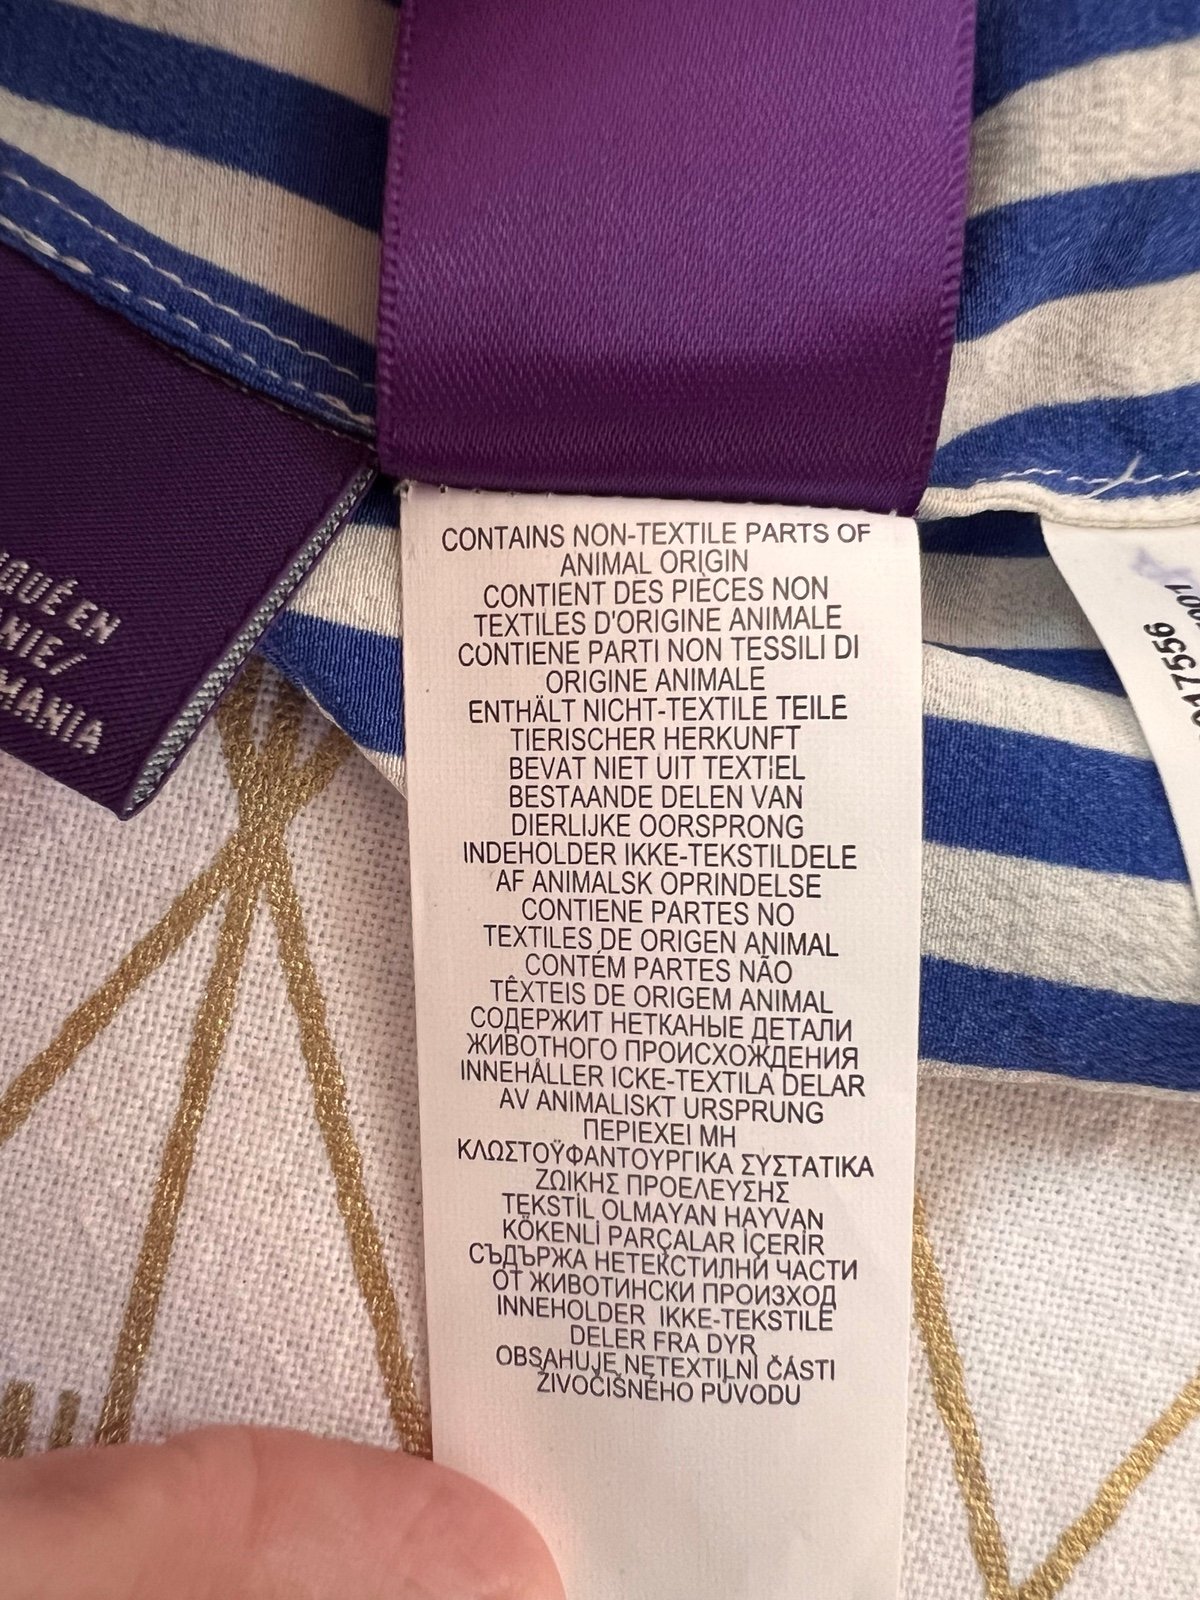 CONTAINS NON-TEXTILE PARTS OF
ANIMAL ORIGIN
CONTIENT DES PIÈCES NON
TEXTILES D'ORIGINE ANIMALE
CONTIENE PARTI NON TESSILI DI
ORIGINE ANIMALE
ENTHÄLT NICHT-TEXTILE TEILE
TIERISCHER HERKUNFT
BEVAT NIET UIT TEXTIEL
BESTAANDE DELEN VAN
DIERLIJKE OORSPRONG
INDEHOLDER IKKE-TEKSTILDELE
AF ANIMALSK OPRINDELSE
CONTIENE PARTES NO
TEXTILES DE ORIGEN ANIMAL
CONTÉM PARTES NÃO
TÊXTEIS DE ORIGEM ANIMAL
СОДЕРЖИТ НЕТКАНЫЕ ДЕТАЛИ
ЖИВОТНОГО ПРОИСХОЖДЕНИЯ
INNEHÅLLER ICKE-TEXTILA DELAR
AV ANIMALISKT URSPRUNG
ΠΕΡΙΕΧΕΙ ΜΗ
ΚΛΩΣΤΟΫΦΑΝΤΟΥΡΓΙΚΑ ΣΥΣΤΑΤΙΚΑ
ΖΩΙΚΗΣ ΠΡΟΕΛΕΥΣΗΣ
TEKSTİL OLMAYAN HAYVAN
KÖKENLİ PARÇALAR İÇERİR
СЪДЪРЖА НЕТЕКСТИЛНИ ЧАСТИ
ОТ ЖИВОТИНСКИ ПРОИЗХОД
INNEHOLDER IKKE-TEKSTILE
DELER FRA DYR
OBSAHUJE NETEXTILNÍ ČÁSTI
ŽIVOČIŠNÉHO PŮVODU
EN